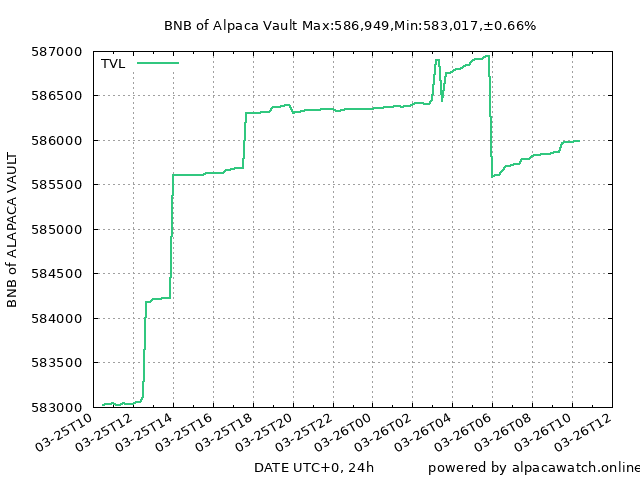 BNB of Alpaca Vault Max:586,949,Min:583,017,±0.66%
587000
TVL
586500
586000
585500
585000
584500
584000
583500
583000
BNB of ALAPACA VAULT
03-25T10
03-25T12
03-25T14
03-25T16
03-25T18
03-25T20
03-25T22
03-26T00
03-26T02
03-26T04
03-26T06
03-26T08
03-26T10
03-26T12
DATE UTC+0, 24h
powered by alpacawatch.online